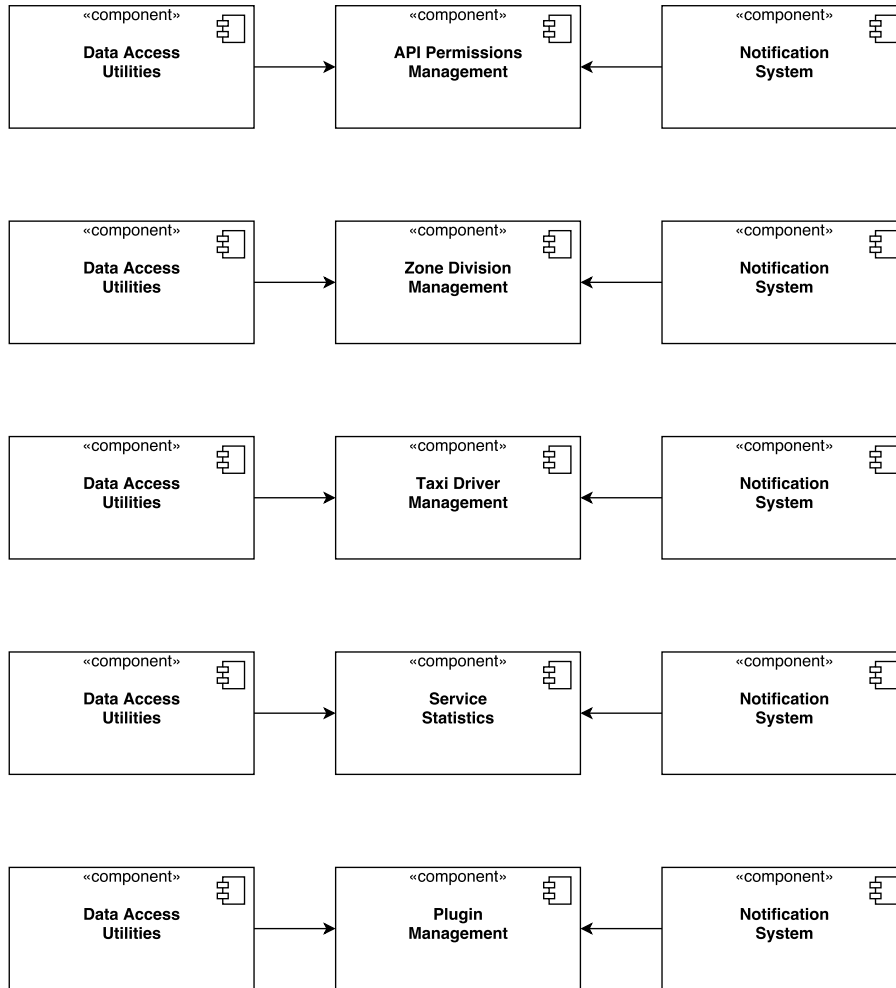 «component» «component» «component»
Data Access API Permissions Notification
Utilities Management System
«component» «component» «component»
Data Access Zone Division Notification
Utilities Management System
«component» «component» «component»
Data Access Taxi Driver Notification
Utilities Management System
«component» «component» «component»
Data Access Service Notification
Utilities Statistics System
«component» «component» «component»
Data Access Plugin Notification
Utilities Management System